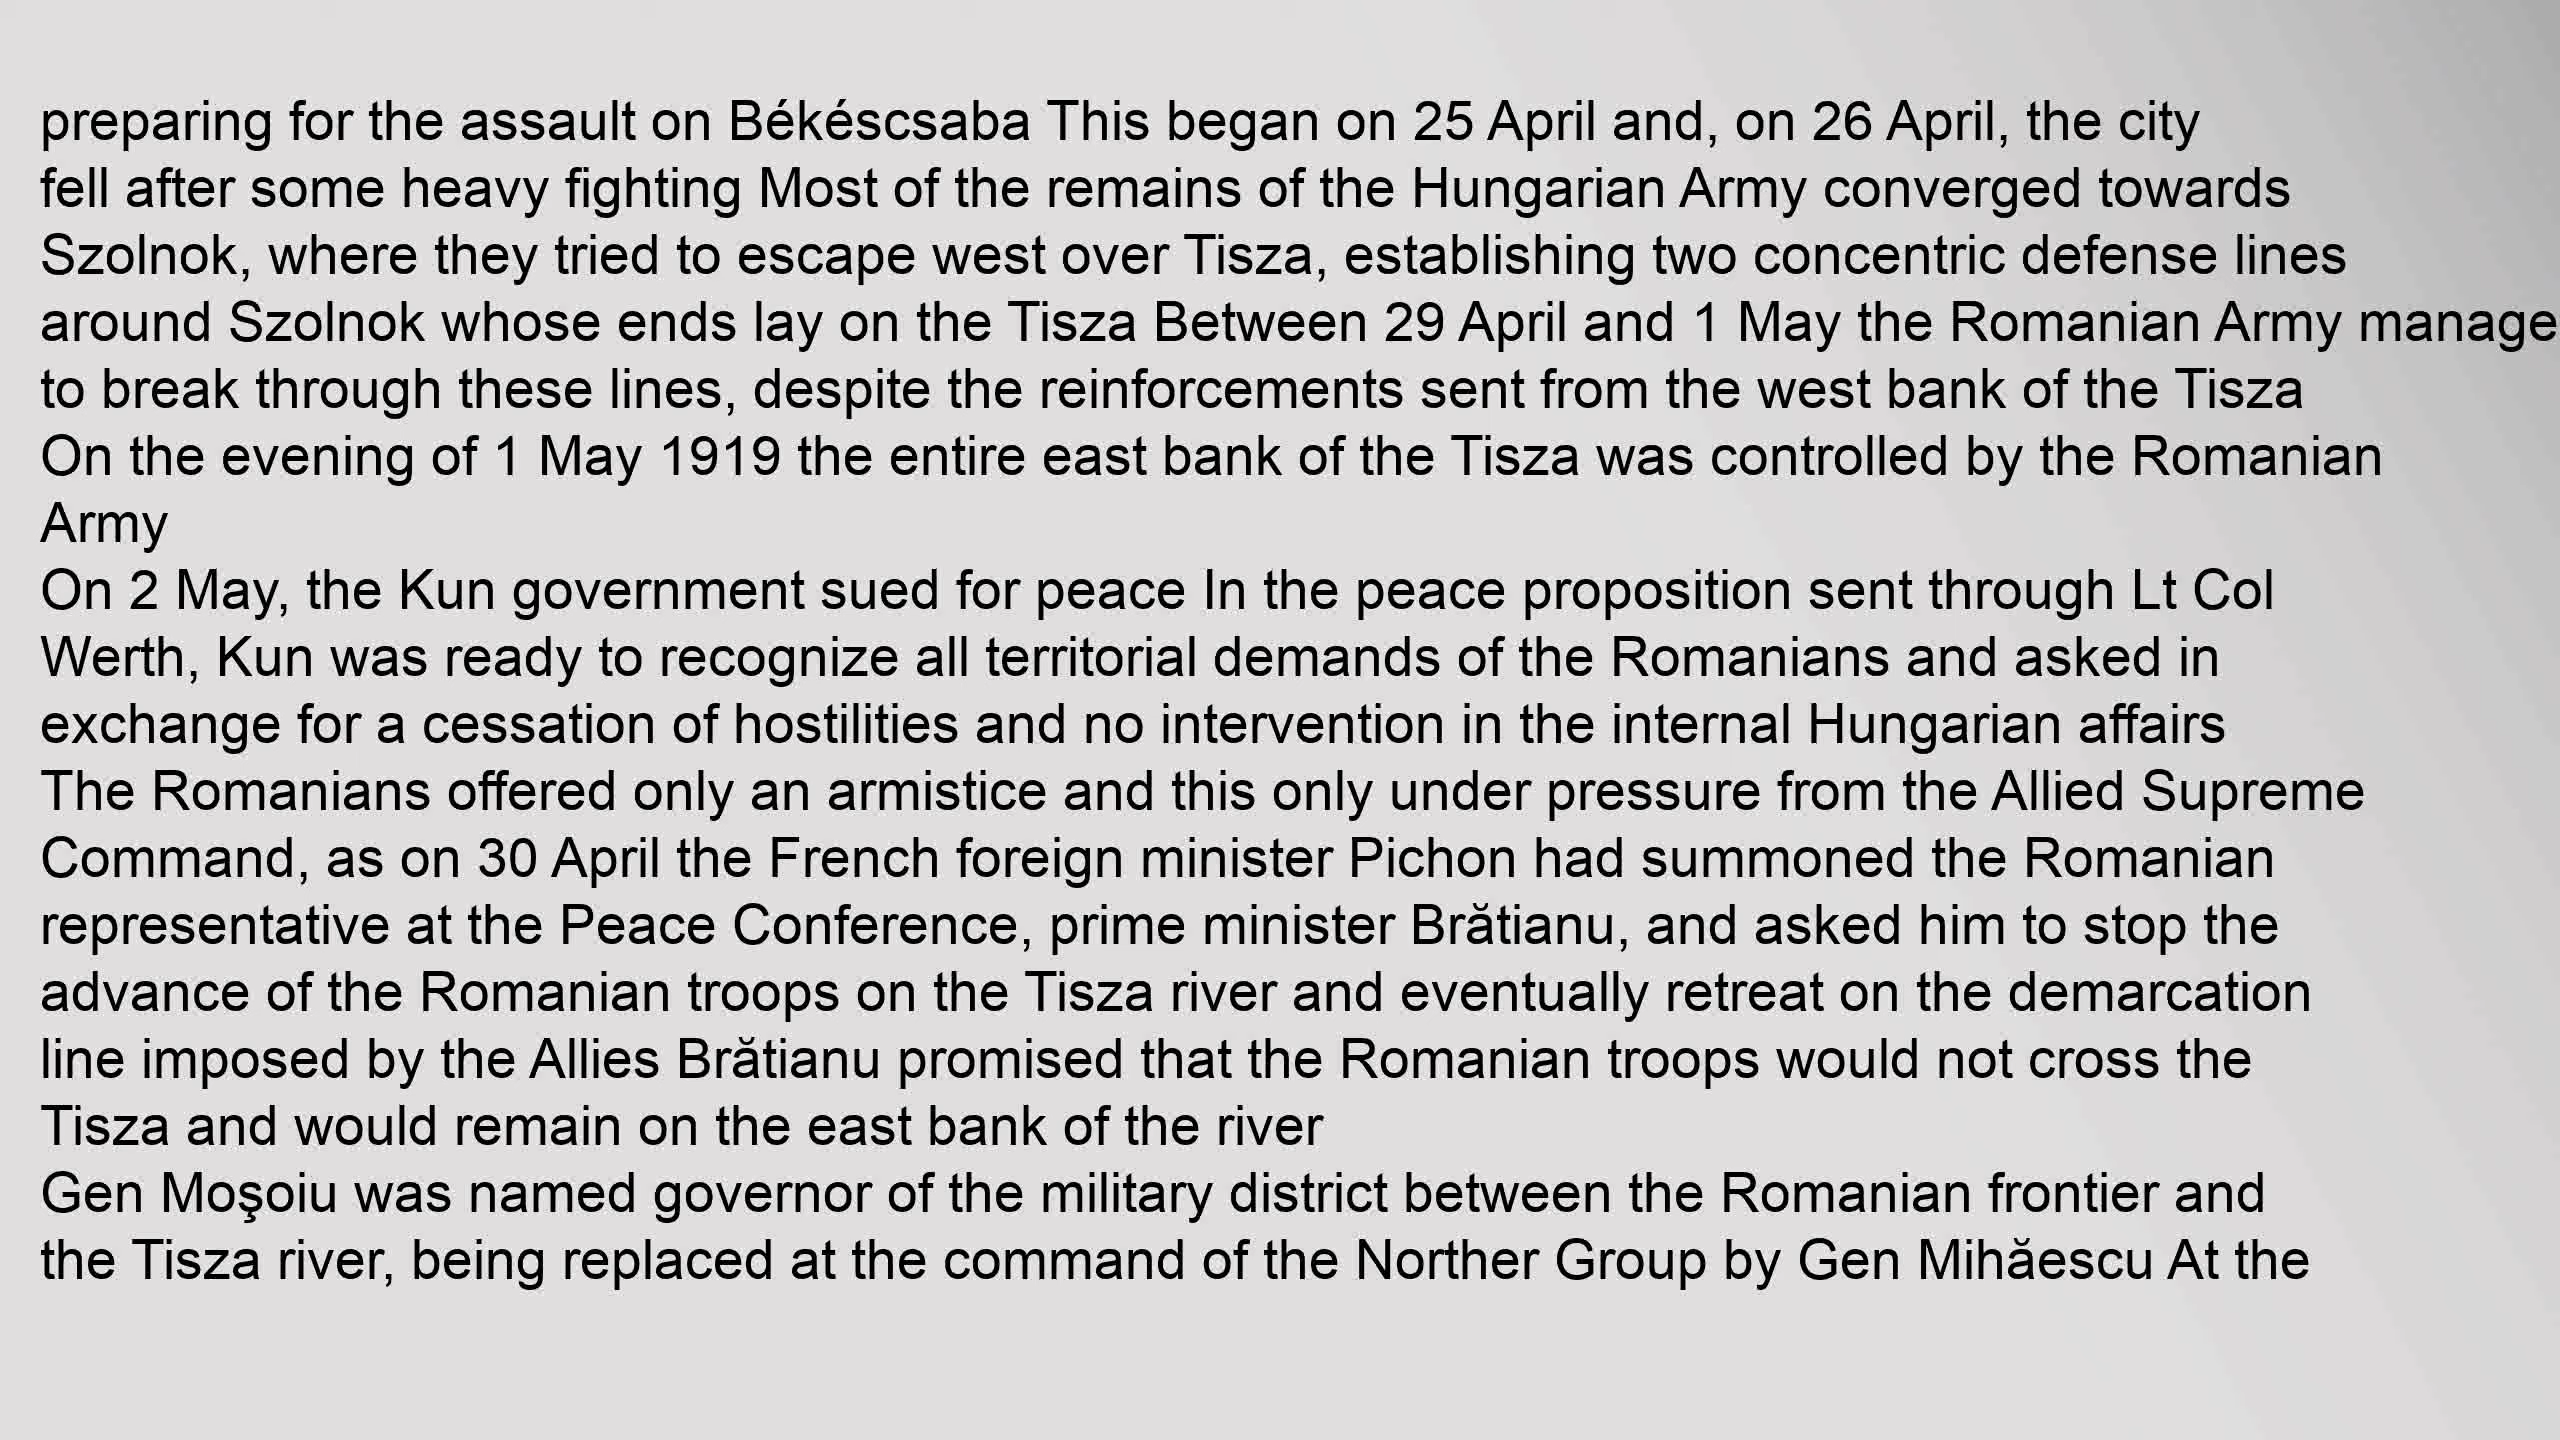 preparing for the assault on Békéscsaba This began on 25 April and, on 26 April, the city
fell after some heavy fighting Most of the remains of the Hungarian Army converged towards
Szolnok, where they tried to escape west over Tisza, establishing two concentric defense lines
around Szolnok whose ends lay on the Tisza Between 29 April and 1 May the Romanian Army manage
to break through these lines, despite the reinforcements sent from the west bank of the Tisza
On the evening of 1 May 1919 the entire east bank of the Tisza was controlled by the Romanian
Army
On 2 May, the Kun government sued for peace In the peace proposition sent through Lt Col
Werth, Kun was ready to recognize all territorial demands of the Romanians and asked in
exchange for a cessation of hostilities and no intervention in the internal Hungarian affairs
The Romanians offered only an armistice and this only under pressure from the Allied Supreme
Command, as on 30 April the French foreign minister Pichon had summoned the Romanian
representative at the Peace Conference, prime minister Brătianu, and asked him to stop the
advance of the Romanian troops on the Tisza river and eventually retreat on the demarcation
line imposed by the Allies Brătianu promised that the Romanian troops would not cross the
Tisza and would remain on the east bank of the river
Gen Moşoiu was named governor of the military district between the Romanian frontier and
the Tisza river, being replaced at the command of the Norther Group by Gen Mihăescu At the